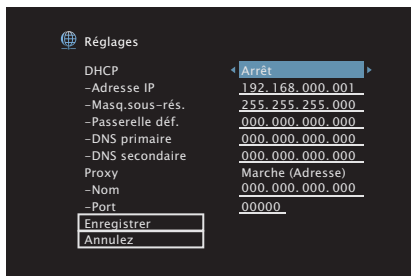 Réglages
DHCP Arrêt
–Adresse IP 192. 168. 000. 001
–Masq.sous-rés. 255. 255. 255. 000
–Passerelle déf. 000. 000. 000. 000
–DNS primaire 000. 000. 000. 000
–DNS secondaire 000. 000. 000. 000
Proxy Marche (Adresse)
–Nom 000. 000. 000. 000
–Port 00000
Enregistrer
Annulez